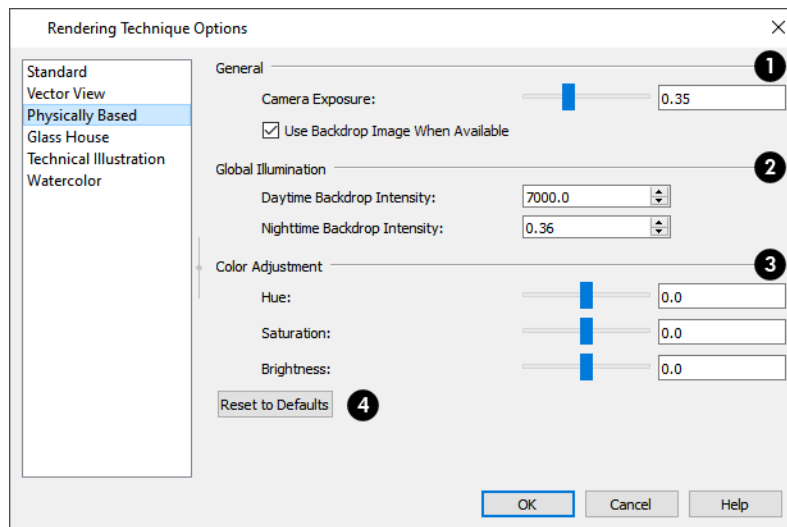 Rendering Technique Options
Standard
Vector View
Physically Based
Glass House
Technical Illustration
Watercolor
General 1
Camera Exposure: 0.35
Use Backdrop Image When Available
Global Illumination 2
Daytime Backdrop Intensity: 7000.0
Nighttime Backdrop Intensity: 0.36
Color Adjustment 3
Hue: 0.0
Saturation: 0.0
Brightness: 0.0
Reset to Defaults 4
OK Cancel Help